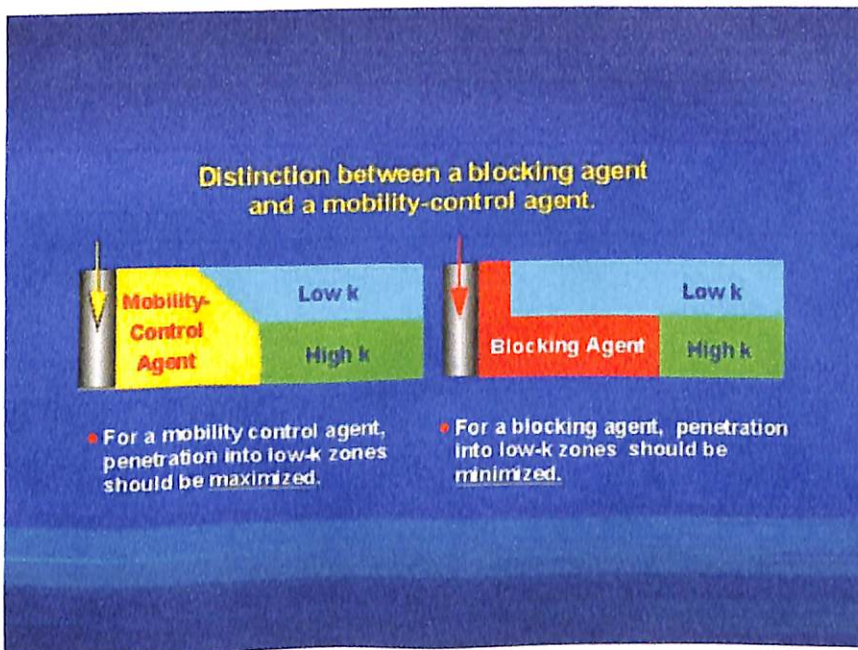 Distinction between a blocking agent
and a mobility-control agent.
Mobility-
Control
Agent
Low k
High k
Low k
Blocking Agent
High k
• For a mobility control agent,
penetration into low-k zones
should be maximized.
• For a blocking agent, penetration
into low-k zones should be
minimized.